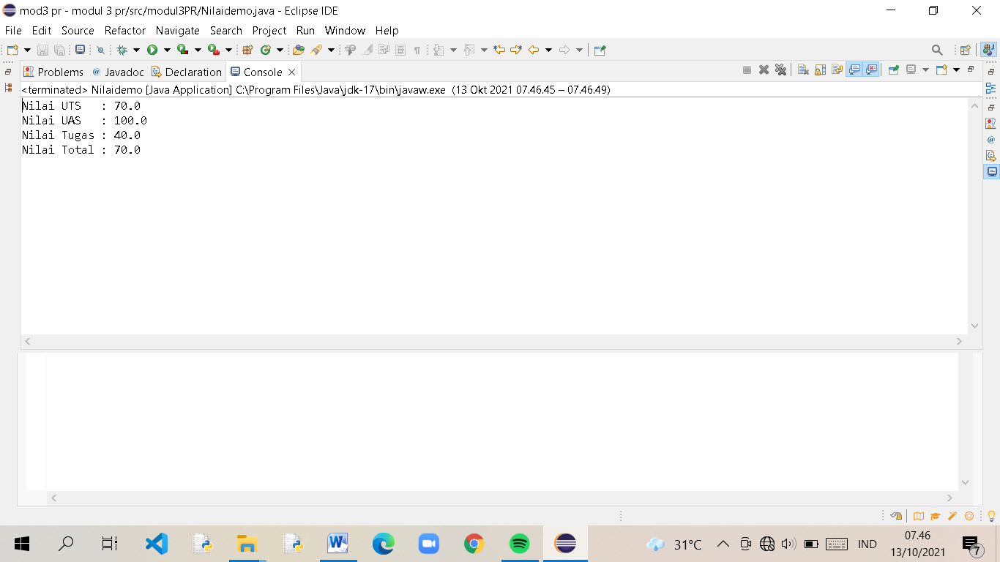 mod3 pr - modul 3 pr/src/modul3PR/Nilaidemo.java - Eclipse IDE
File Edit Source Refactor Navigate Search Project Run Window Help
Problems @ Javadoc Declaration Console
<terminated> Nilaidemo [Java Application] C:\Program Files\Java\jdk-17\bin\javaw.exe (13 Okt 2021 07.46.45 – 07.46.49)
Nilai UTS   : 70.0
Nilai UAS   : 100.0
Nilai Tugas : 40.0
Nilai Total : 70.0
31°C
IND
07.46
13/10/2021
7